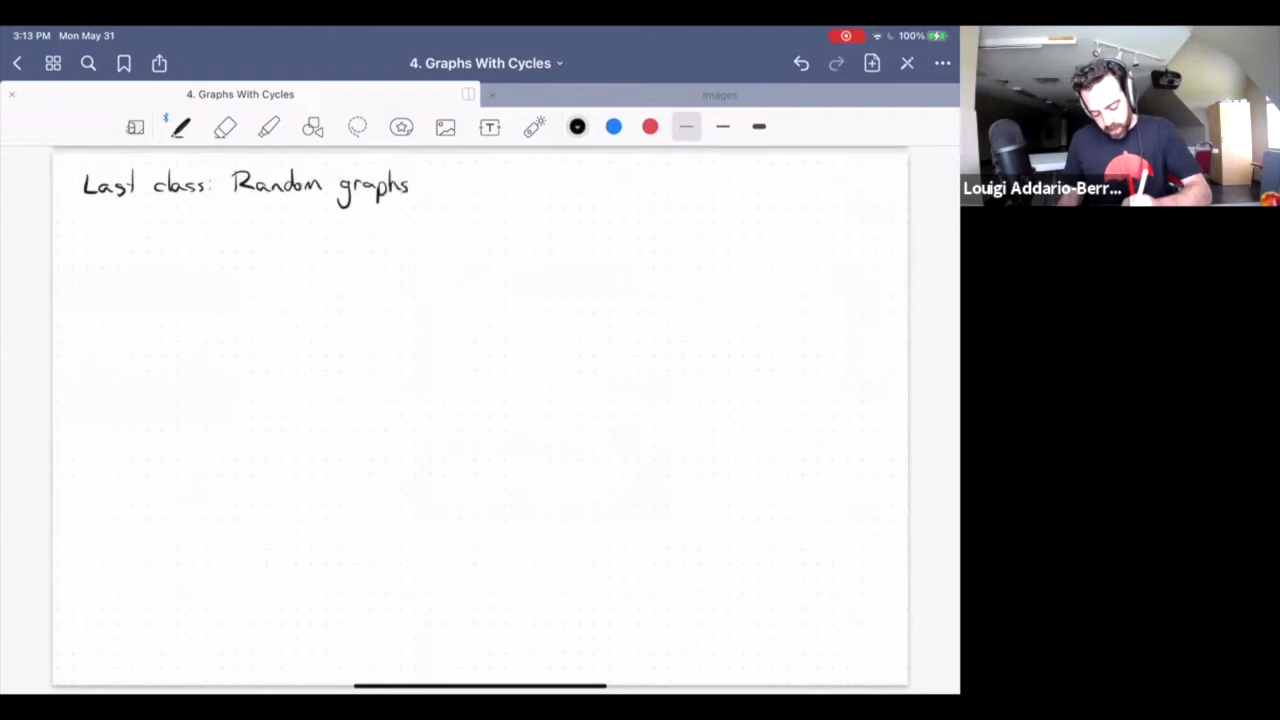 3:13 PM Mon May 31
100%
4. Graphs With Cycles
4. Graphs With Cycles
Images
T
Last class: Random graphs
Louigi Addario-Berr...